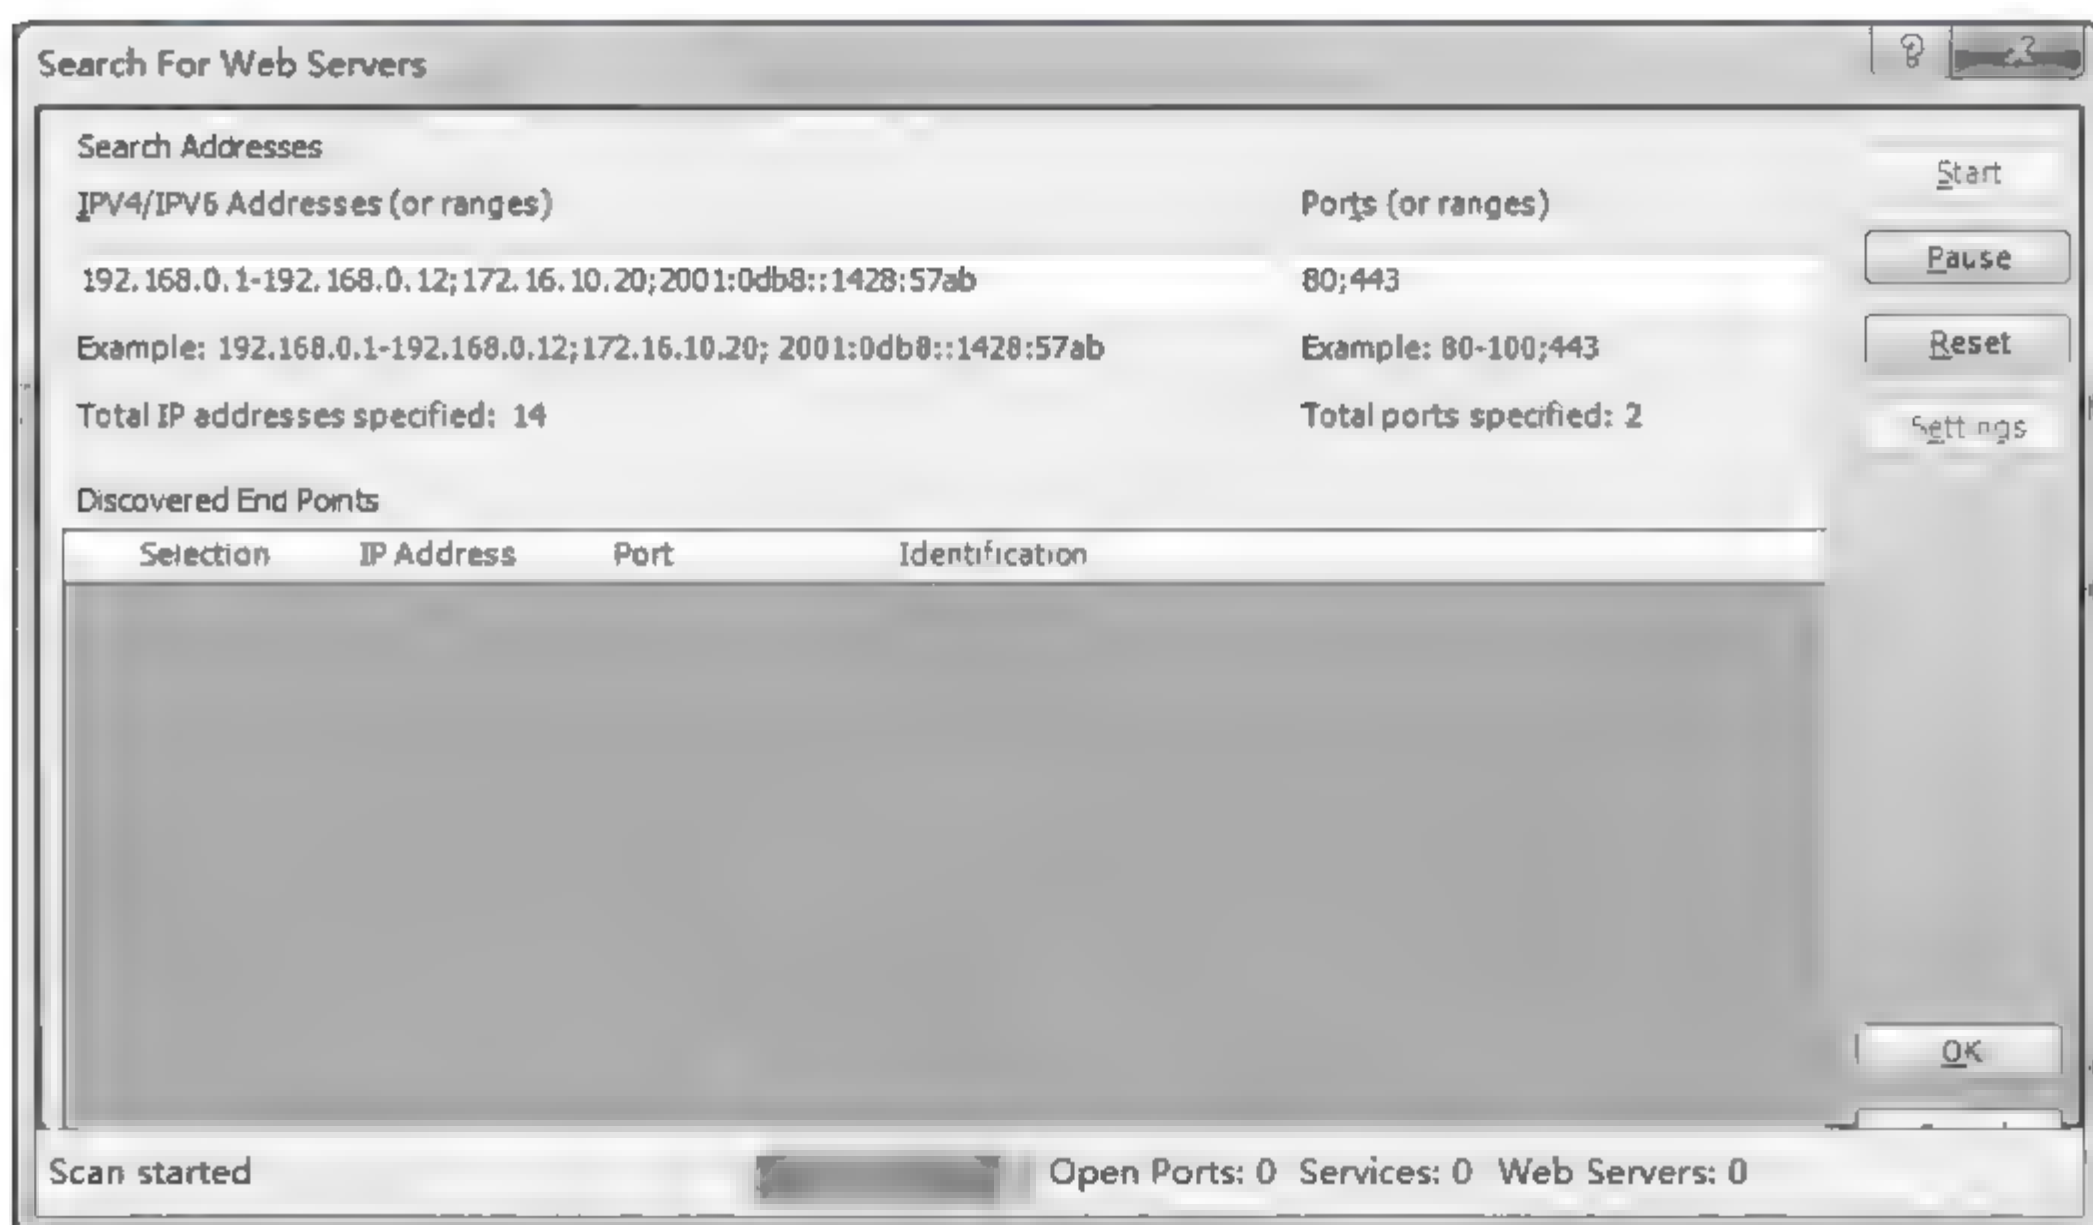 Search For Web Servers
Search Addresses
IPV4/IPV6 Addresses (or ranges) Ports (or ranges)
Start
192.168.0.1-192.168.0.12;172.16.10.20;2001:0db8::1428:57ab 80;443
Pause
Example: 192.168.0.1-192.168.0.12;172.16.10.20; 2001:0db8::1428:57ab Example: 80-100;443
Reset
Total IP addresses specified: 14 Total ports specified: 2
Settings
Discovered End Points
Selection IP Address Port Identification
OK
Scan started Open Ports: 0 Services: 0 Web Servers: 0